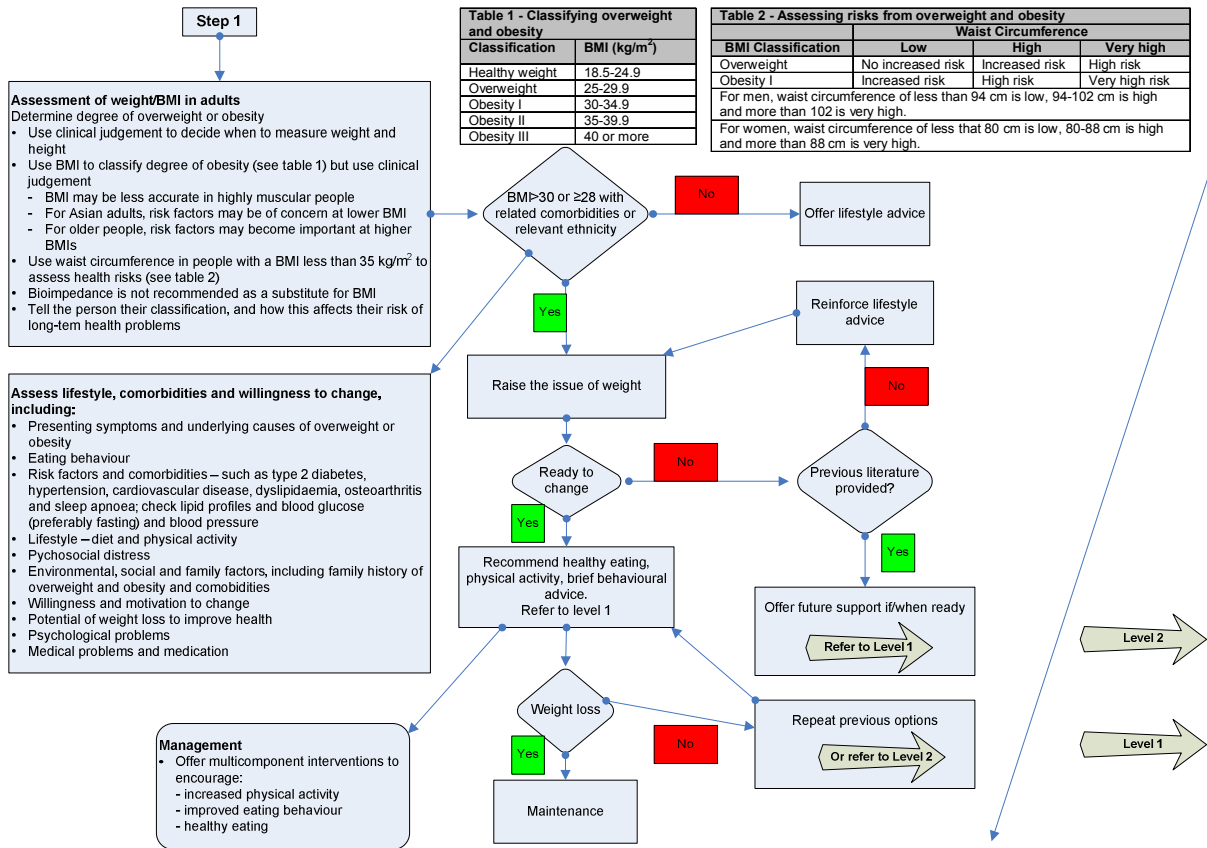 Step 1
Table 1 - Classifying overweight
and obesity
Classification BMI (kg/m²)
Healthy weight 18.5-24.9
Overweight 25-29.9
Obesity I 30-34.9
Obesity II 35-39.9
Obesity III 40 or more
Table 2 - Assessing risks from overweight and obesity
Waist Circumference
BMI Classification Low High Very high
Overweight No increased risk Increased risk High risk
Obesity I Increased risk High risk Very high risk
For men, waist circumference of less than 94 cm is low, 94-102 cm is high
and more than 102 is very high.
For women, waist circumference of less that 80 cm is low, 80-88 cm is high
and more than 88 cm is very high.
Assessment of weight/BMI in adults
Determine degree of overweight or obesity
• Use clinical judgement to decide when to measure weight and
height
• Use BMI to classify degree of obesity (see table 1) but use clinical
judgement
- BMI may be less accurate in highly muscular people
- For Asian adults, risk factors may be of concern at lower BMI
- For older people, risk factors may become important at higher
BMIs
• Use waist circumference in people with a BMI less than 35 kg/m² to
assess health risks (see table 2)
• Bioimpedance is not recommended as a substitute for BMI
• Tell the person their classification, and how this affects their risk of
long-tem health problems
BMI>30 or ≥28 with
related comorbidities or
relevant ethnicity
No
Offer lifestyle advice
Yes
Reinforce lifestyle
advice
Raise the issue of weight
No
Assess lifestyle, comorbidities and willingness to change,
including:
• Presenting symptoms and underlying causes of overweight or
obesity
• Eating behaviour
• Risk factors and comorbidities – such as type 2 diabetes,
hypertension, cardiovascular disease, dyslipidaemia, osteoarthritis
and sleep apnoea; check lipid profiles and blood glucose
(preferably fasting) and blood pressure
• Lifestyle – diet and physical activity
• Pychosocial distress
• Environmental, social and family factors, including family history of
overweight and obesity and comobidities
• Willingness and motivation to change
• Potential of weight loss to improve health
• Psychological problems
• Medical problems and medication
Ready to
change
No
Previous literature
provided?
Yes
Yes
Recommend healthy eating,
physical activity, brief behavioural
advice.
Refer to level 1
Offer future support if/when ready
Refer to Level 1
Level 2
Weight loss
No
Repeat previous options
Or refer to Level 2
Level 1
Yes
Maintenance
Management
• Offer multicomponent interventions to
encourage:
- increased physical activity
- improved eating behaviour
- healthy eating